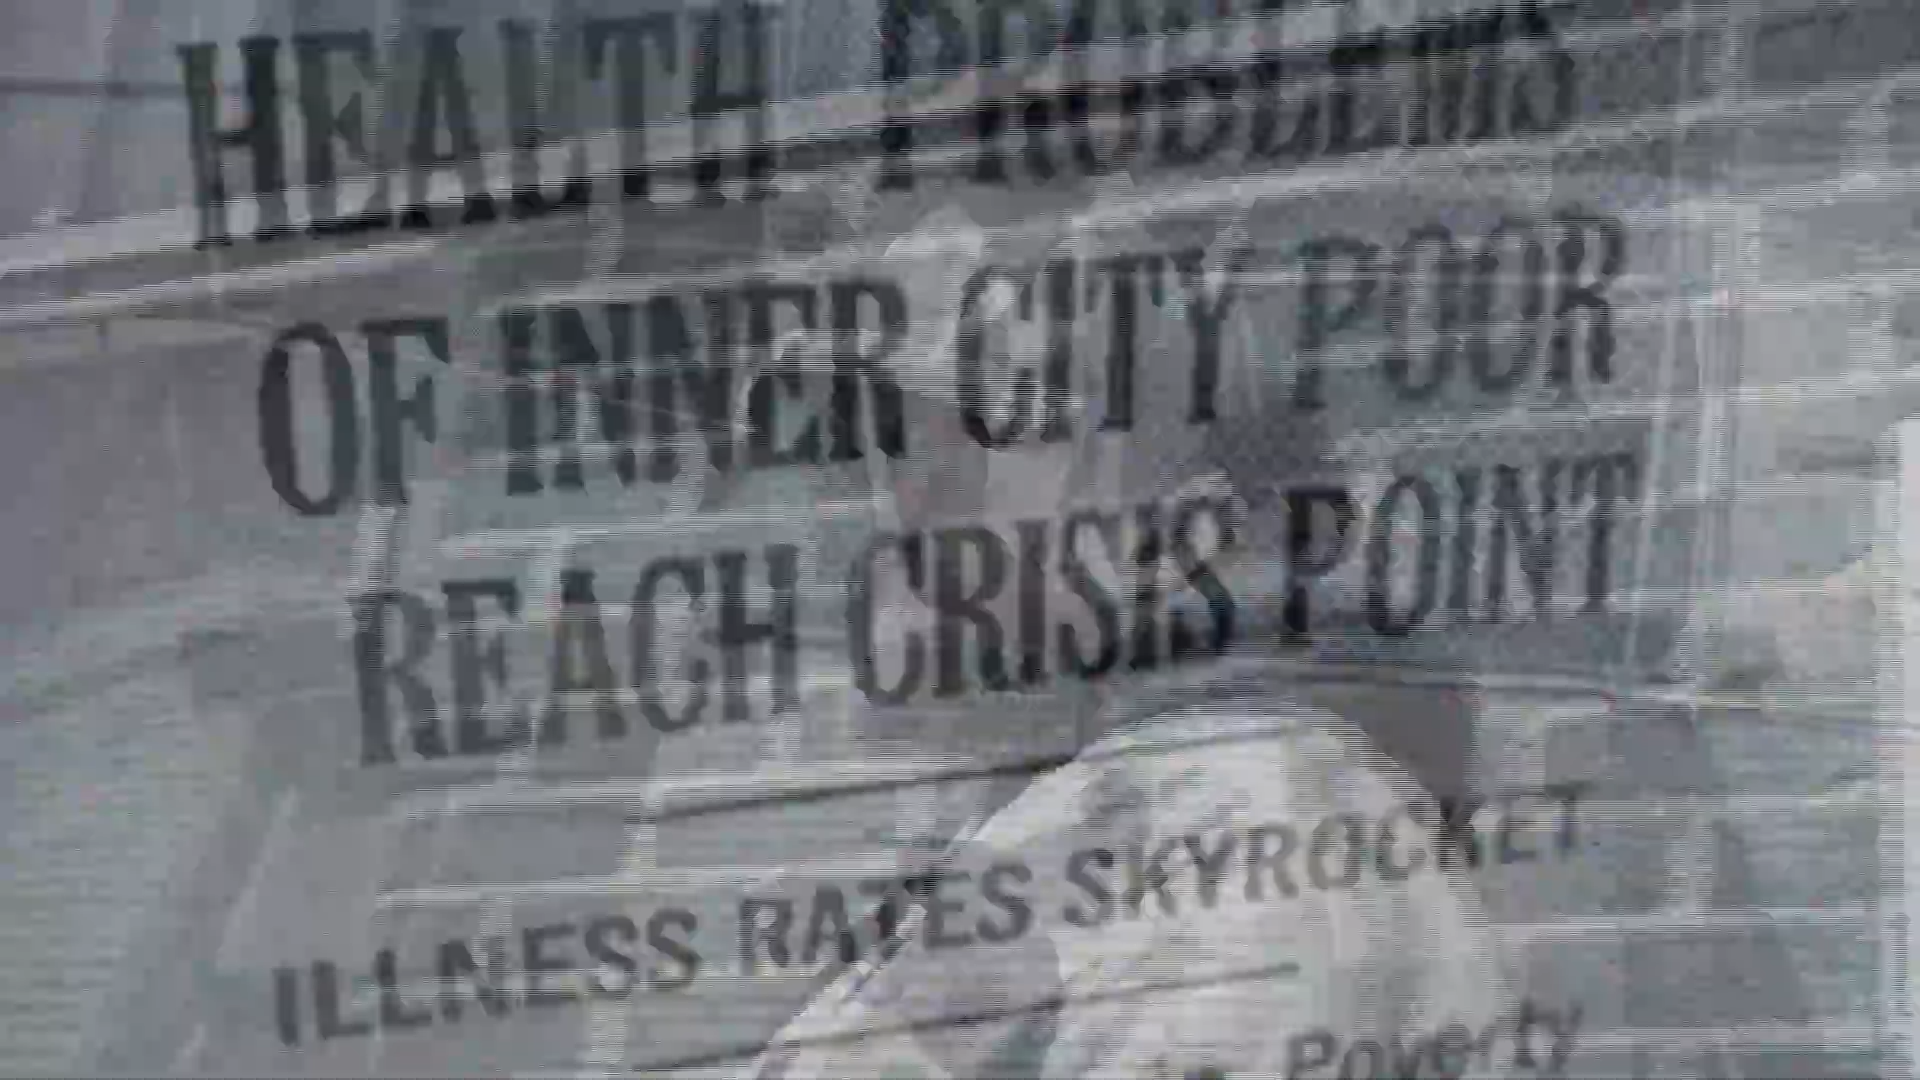 HEALTH PROBLEMS
OF INNER CITY POOR
REACH CRISIS POINT
ILLNESS RATES SKYROCKET
Poverty